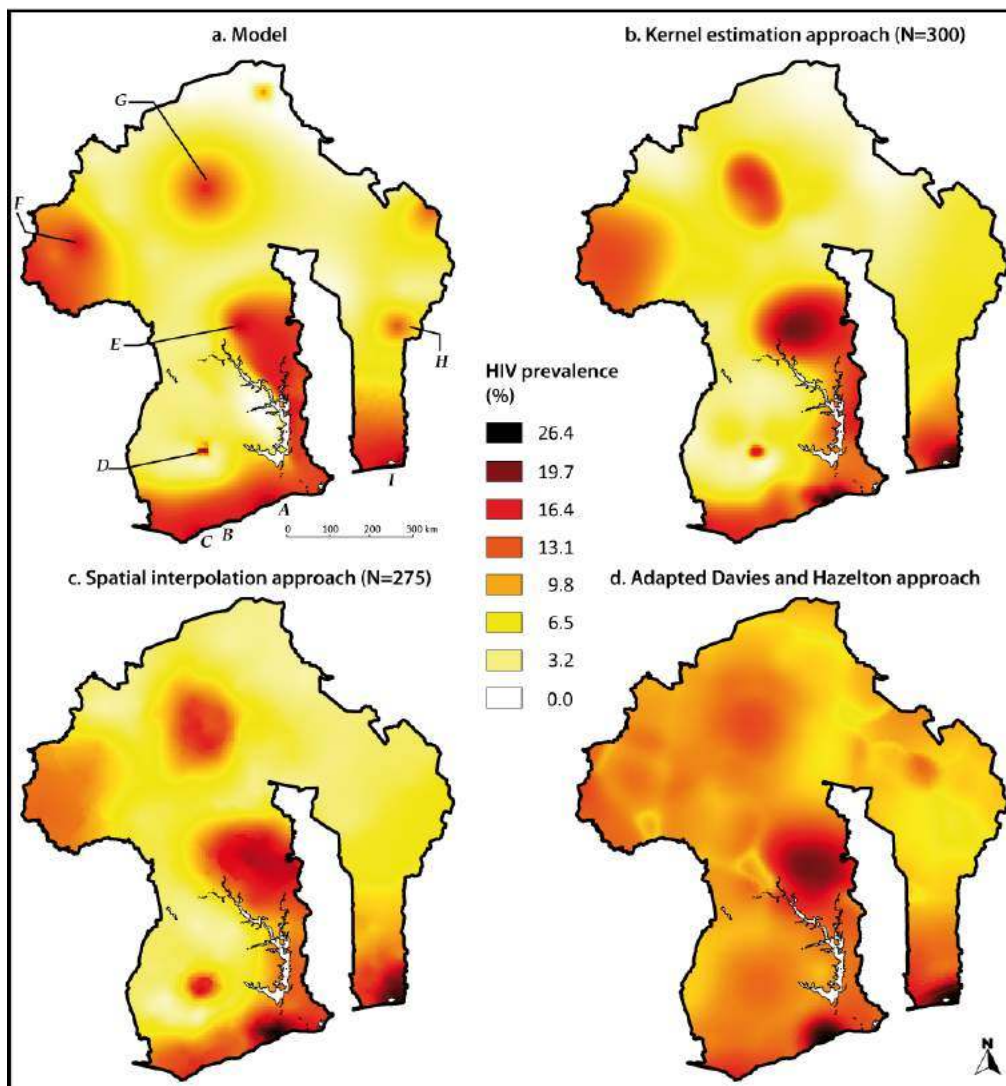 a. Model
b. Kernel estimation approach (N=300)
G
F
E
H
D
I
A
B
C
0 100 200 300 km
HIV prevalence
(%)
26.4
19.7
16.4
13.1
9.8
6.5
3.2
0.0
c. Spatial interpolation approach (N=275)
d. Adapted Davies and Hazelton approach
N